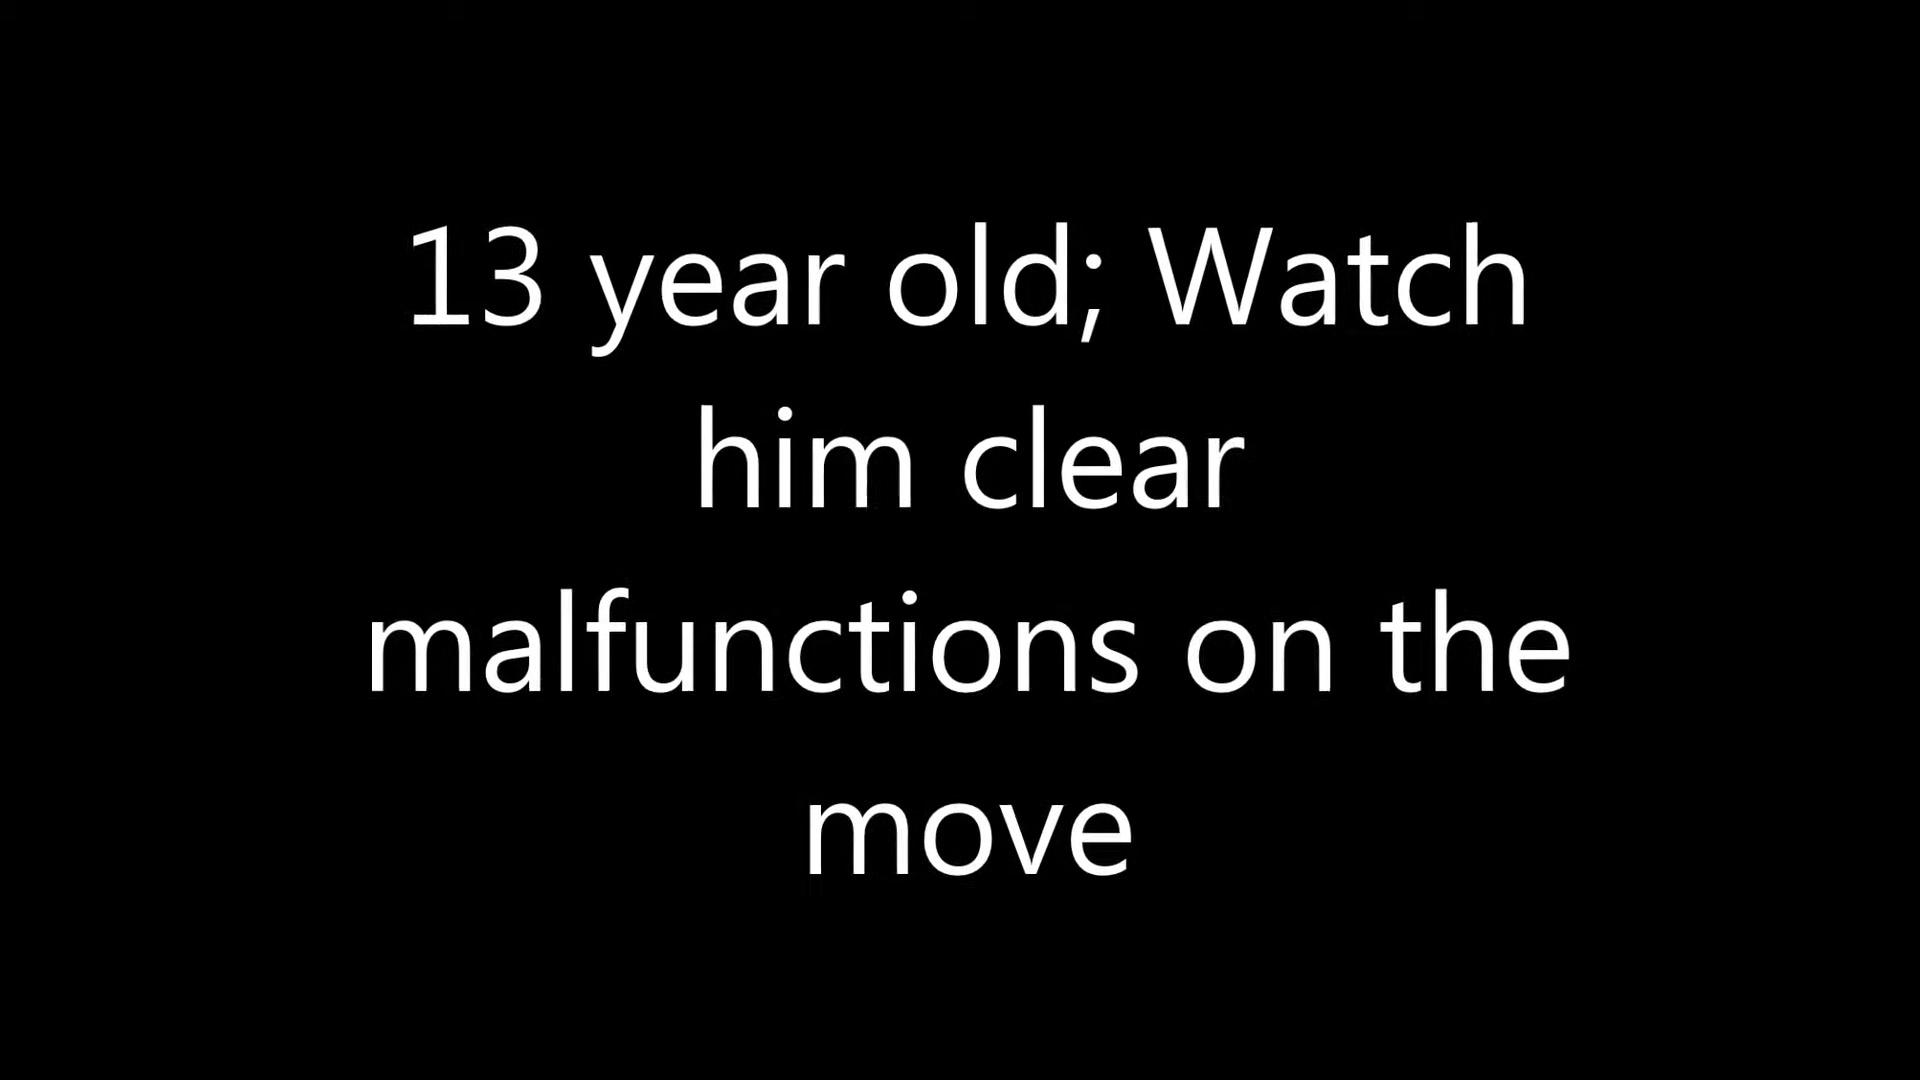 13 year old; Watch
him clear
malfunctions on the
move